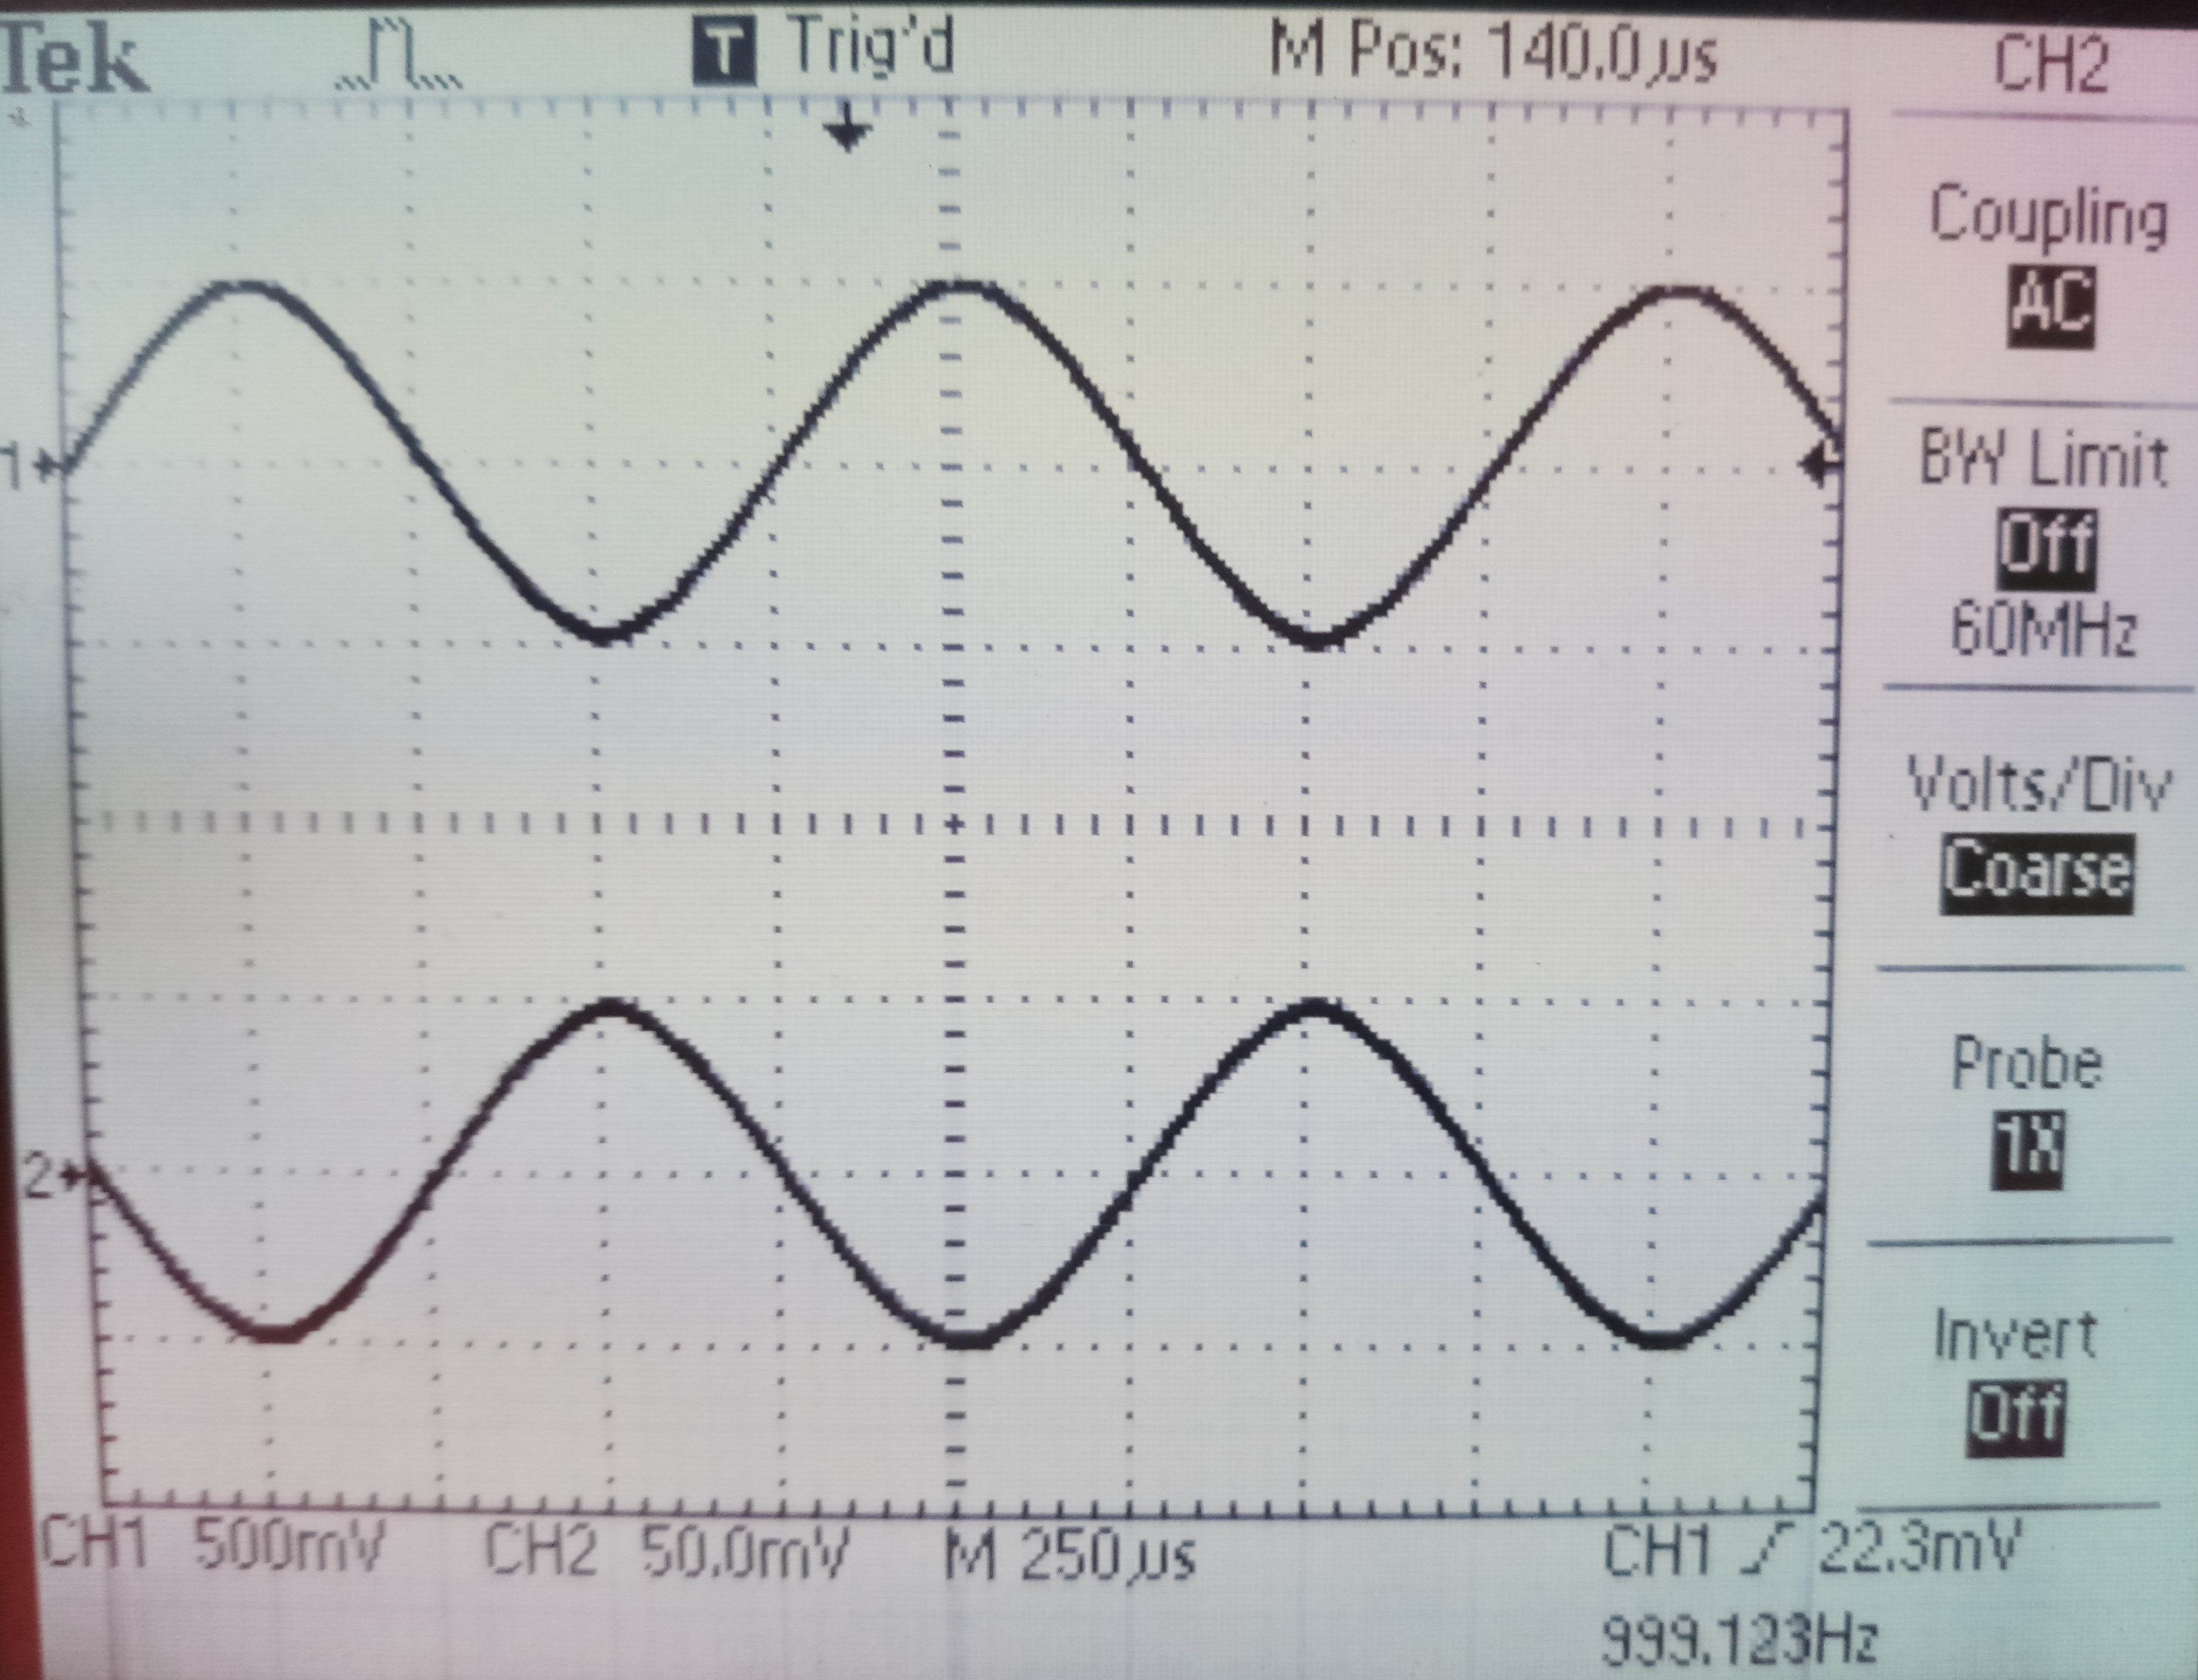 Tek T Trig'd M Pos: 140.0µs CH2
Coupling
AC
1
BW Limit
Off
60MHz
Volts/Div
Coarse
Probe
1X
2
Invert
Off
CH1 500mV CH2 50.0mV M 250µs CH1 22.3mV
999.123Hz